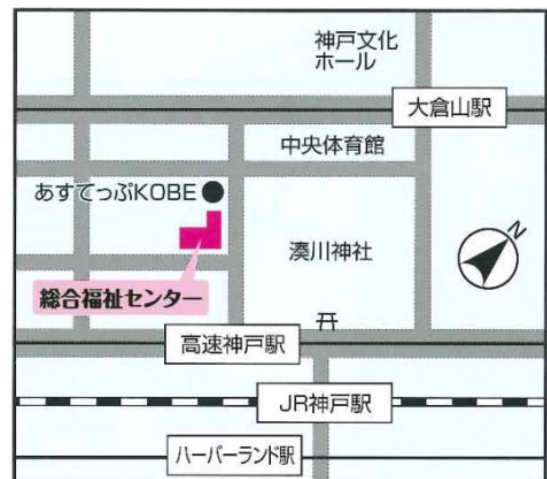 神戸文化
ホール
大倉山駅
中央体育館
あすてっぷKOBE
湊川神社
N
総合福祉センター
高速神戸駅
JR神戸駅
ハーバーランド駅